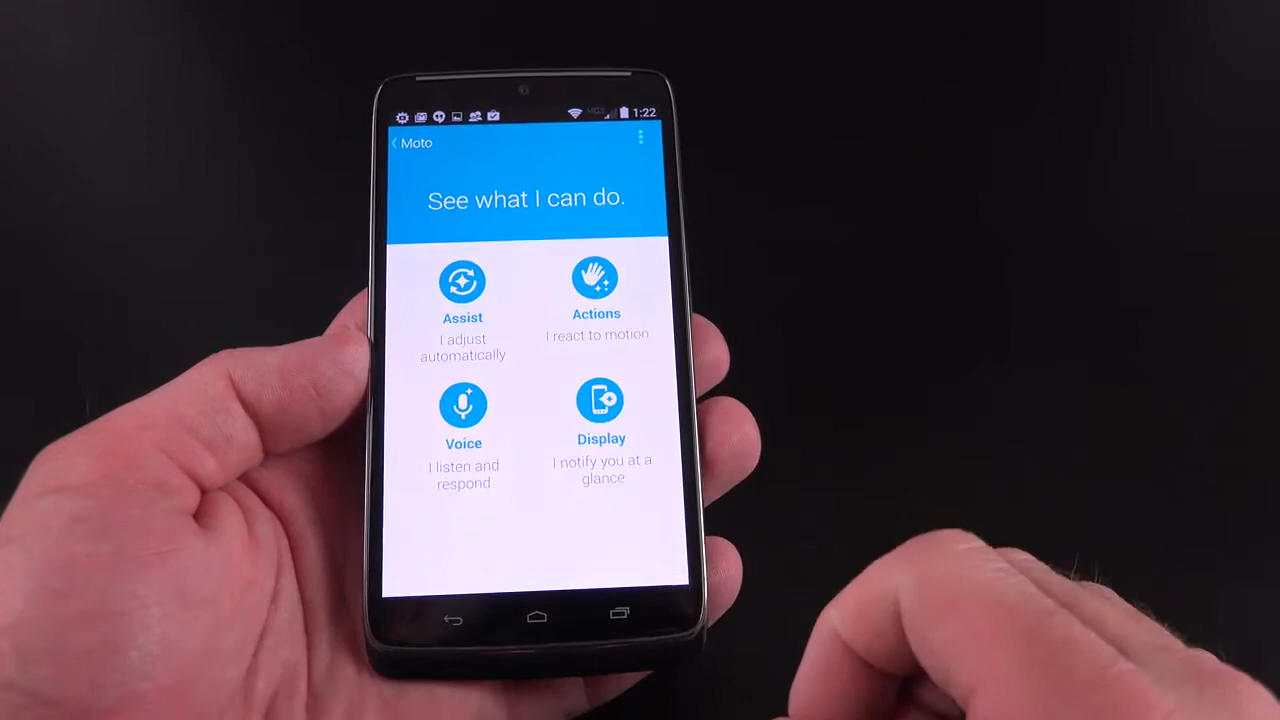 1:22
Moto
See what I can do.
Assist
I adjust
automatically
Actions
I react to motion
Voice
I listen and
respond
Display
I notify you at a
glance